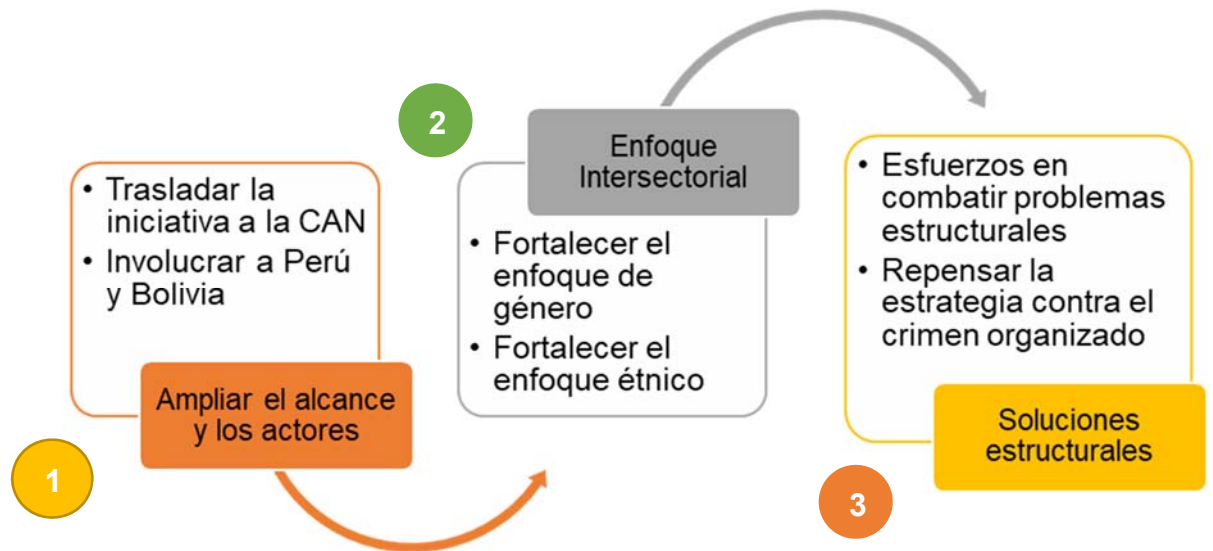 1
• Trasladar la
iniciativa a la CAN
• Involucrar a Perú
y Bolivia
Ampliar el alcance
y los actores
2
Enfoque
Intersectorial
• Fortalecer el
enfoque de
género
• Fortalecer el
enfoque étnico
3
• Esfuerzos en
combatir problemas
estructurales
• Repensar la
estrategia contra el
crimen organizado
Soluciones
estructurales